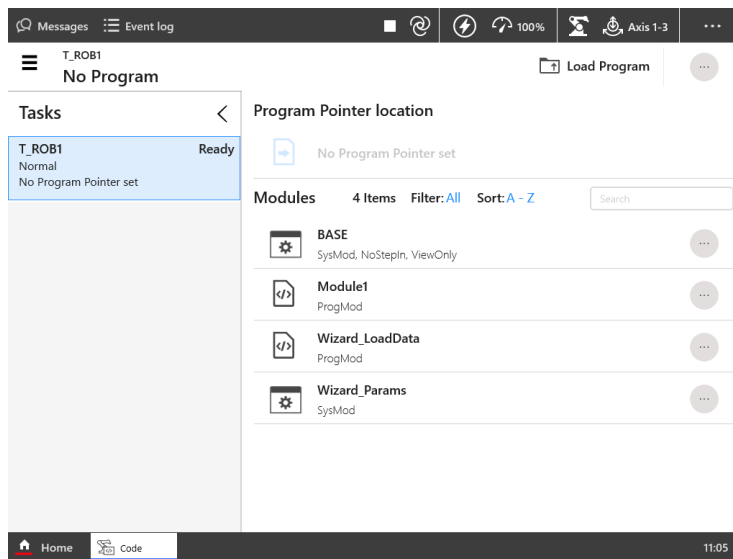 Messages Event log 100% Axis 1-3 ...
T_ROB1
No Program
Load Program
...
Tasks
T_ROB1 Ready
Normal
No Program Pointer set
Program Pointer location
No Program Pointer set
Modules 4 Items Filter: All Sort: A - Z Search
BASE
SysMod, NoStepIn, ViewOnly
...
Module1
ProgMod
...
Wizard_LoadData
ProgMod
...
Wizard_Params
SysMod
...
Home Code 11:05